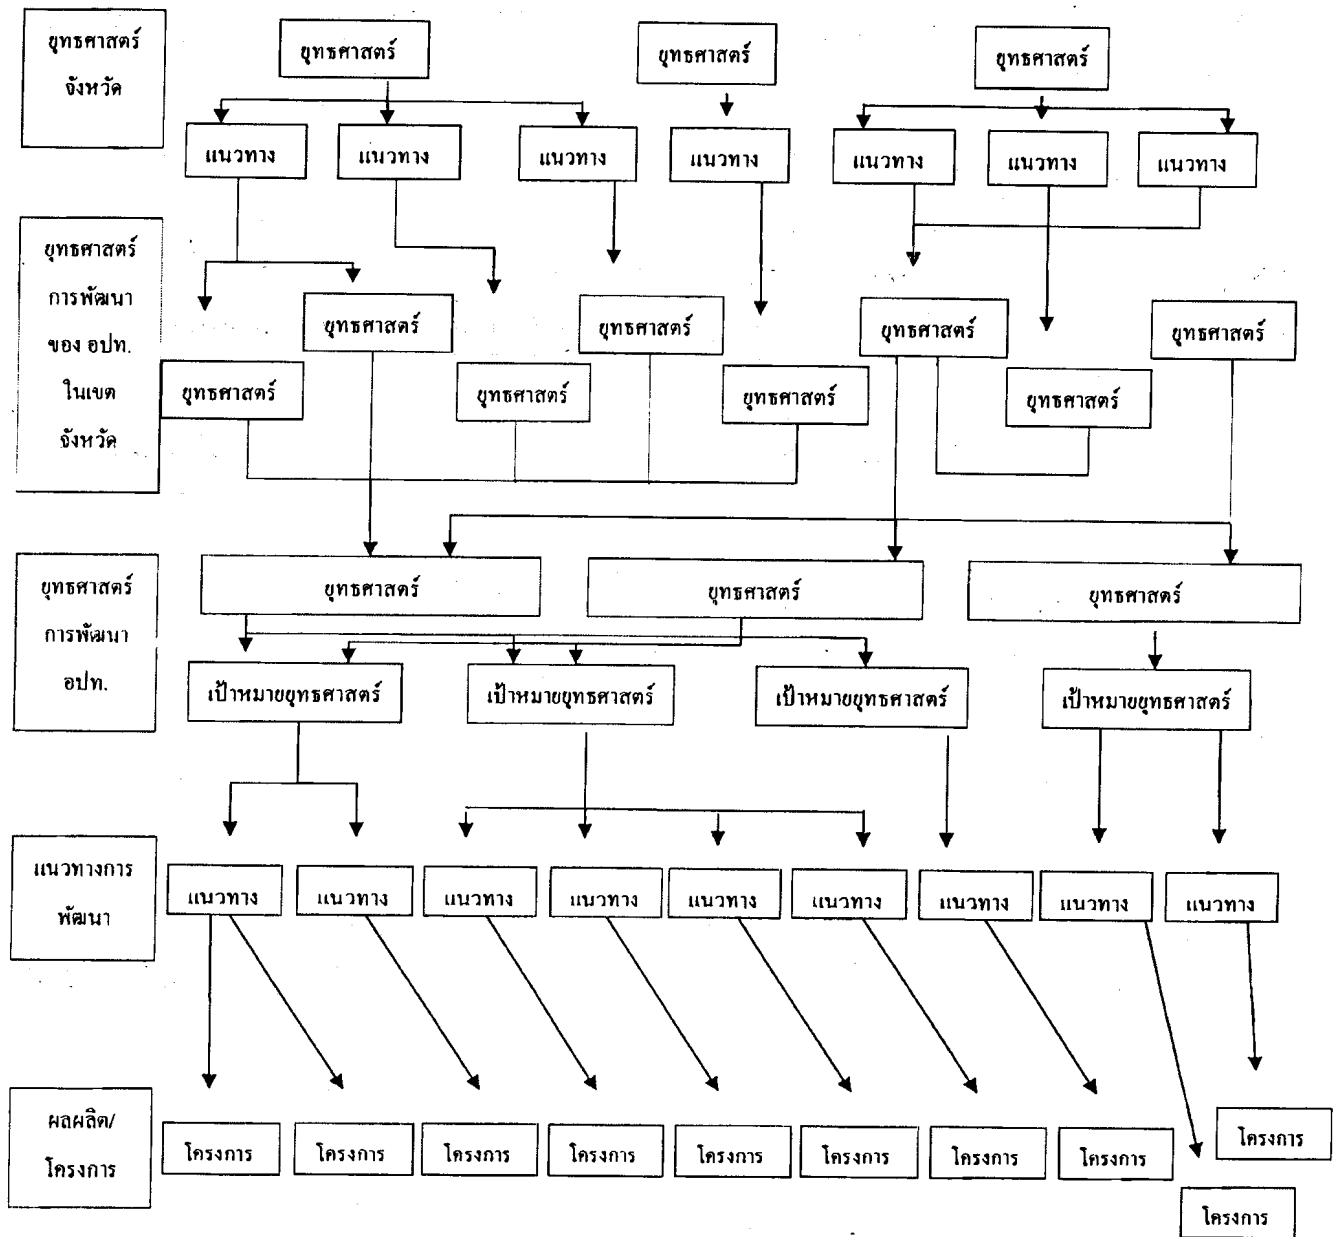 ยุทธศาสตร์
จังหวัด
ยุทธศาสตร์
ยุทธศาสตร์
ยุทธศาสตร์
แนวทาง
แนวทาง
แนวทาง
แนวทาง
แนวทาง
แนวทาง
แนวทาง
ยุทธศาสตร์
การพัฒนา
ของ อปท.
ในเขต
จังหวัด
ยุทธศาสตร์
ยุทธศาสตร์
ยุทธศาสตร์
ยุทธศาสตร์
ยุทธศาสตร์
ยุทธศาสตร์
ยุทธศาสตร์
ยุทธศาสตร์
ยุทธศาสตร์
การพัฒนา
อปท.
ยุทธศาสตร์
ยุทธศาสตร์
ยุทธศาสตร์
เป้าหมายยุทธศาสตร์
เป้าหมายยุทธศาสตร์
เป้าหมายยุทธศาสตร์
เป้าหมายยุทธศาสตร์
แนวทางการ
พัฒนา
แนวทาง
แนวทาง
แนวทาง
แนวทาง
แนวทาง
แนวทาง
แนวทาง
แนวทาง
แนวทาง
ผลผลิต/
โครงการ
โครงการ
โครงการ
โครงการ
โครงการ
โครงการ
โครงการ
โครงการ
โครงการ
โครงการ
โครงการ